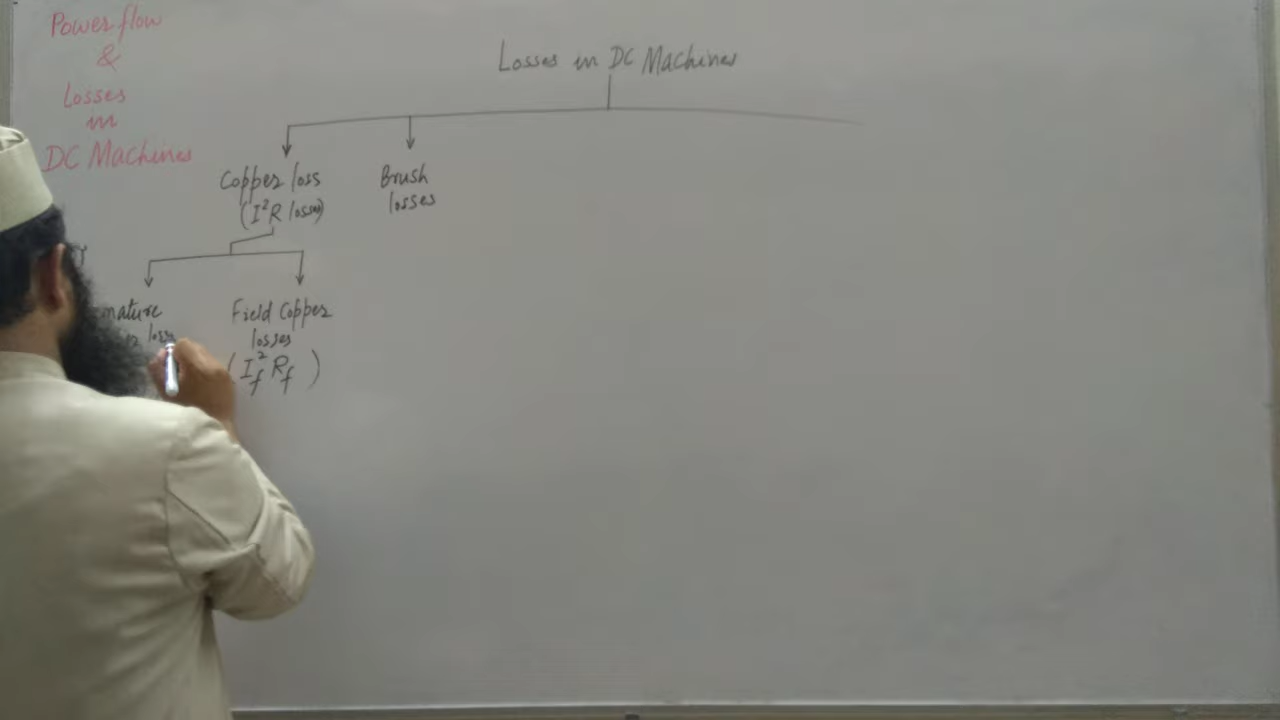 Power flow
&
Losses
in
DC Machines
Losses in DC Machines
Copper loss
(I²R losses)
Brush
losses
Field Copper
losses
(I_f² R_f)